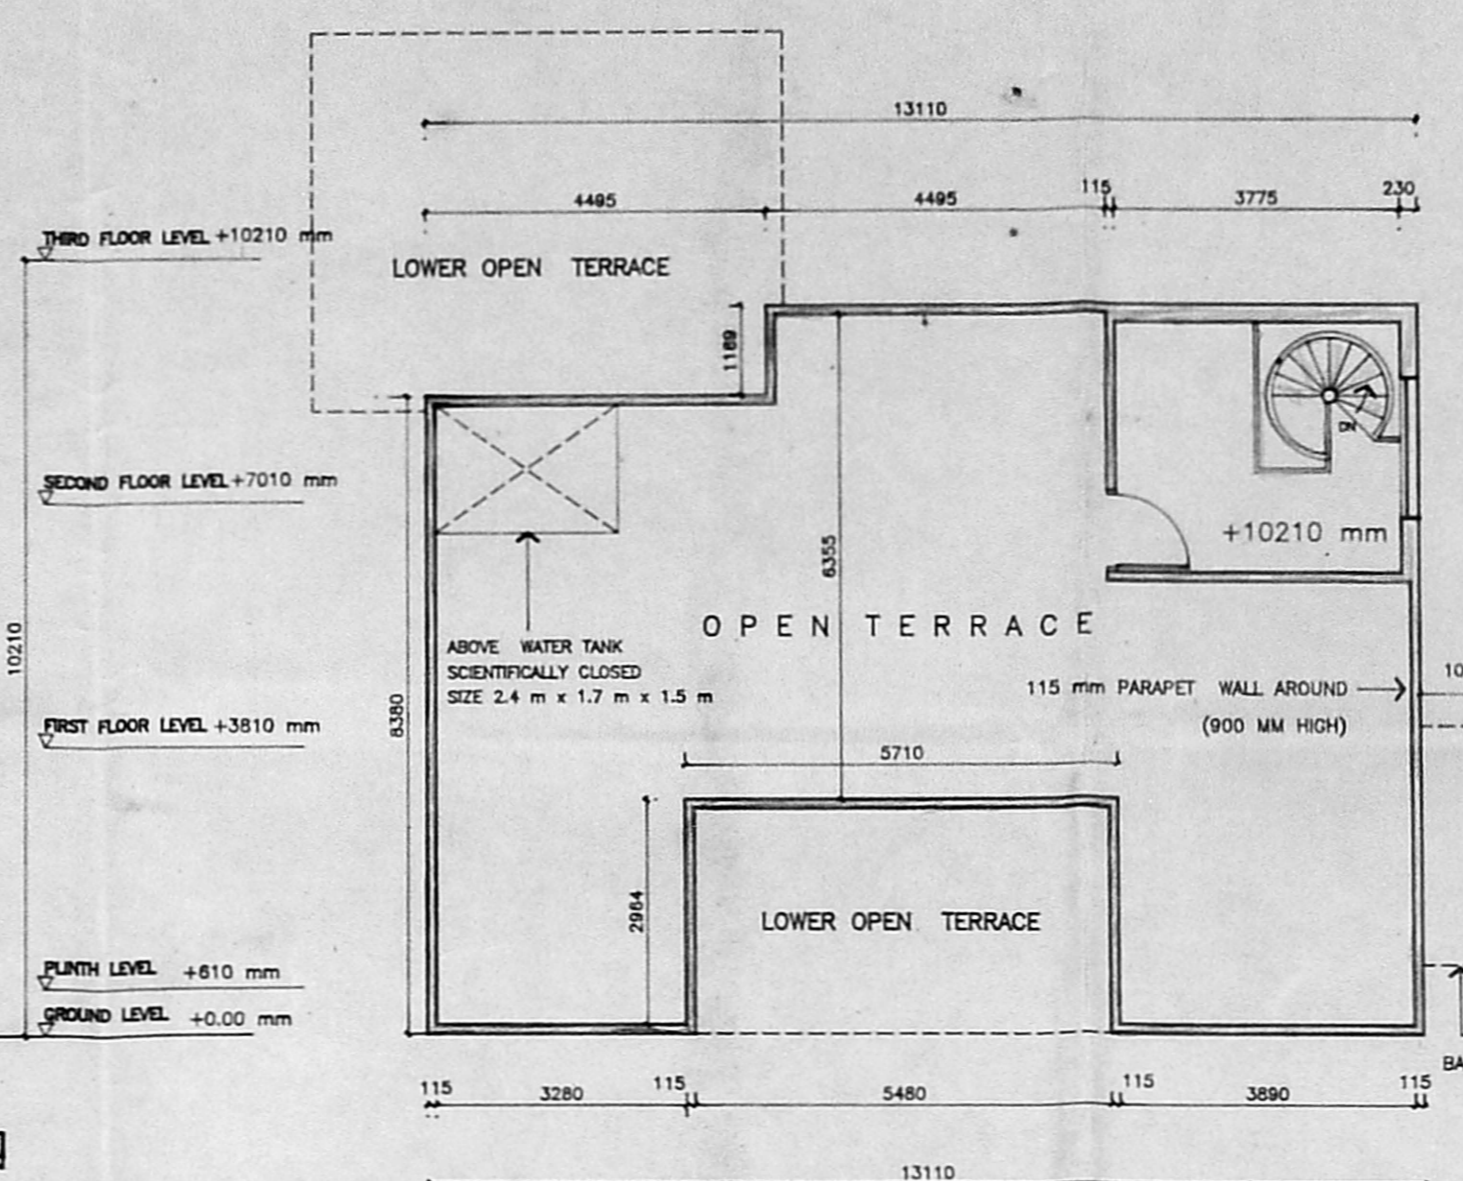 13110
4495
4495
115
3775
230
THIRD FLOOR LEVEL +10210 mm
LOWER OPEN TERRACE
1169
SECOND FLOOR LEVEL +7010 mm
DN
+10210 mm
6355
OPEN TERRACE
10210
ABOVE WATER TANK
SCIENTIFICALLY CLOSED
SIZE 2.4 m x 1.7 m x 1.5 m
115 mm PARAPET WALL AROUND
(900 MM HIGH)
10
8380
FIRST FLOOR LEVEL +3810 mm
5710
2964
LOWER OPEN TERRACE
PLINTH LEVEL +610 mm
GROUND LEVEL +0.00 mm
BA
115
3280
115
5480
115
3890
115
13110